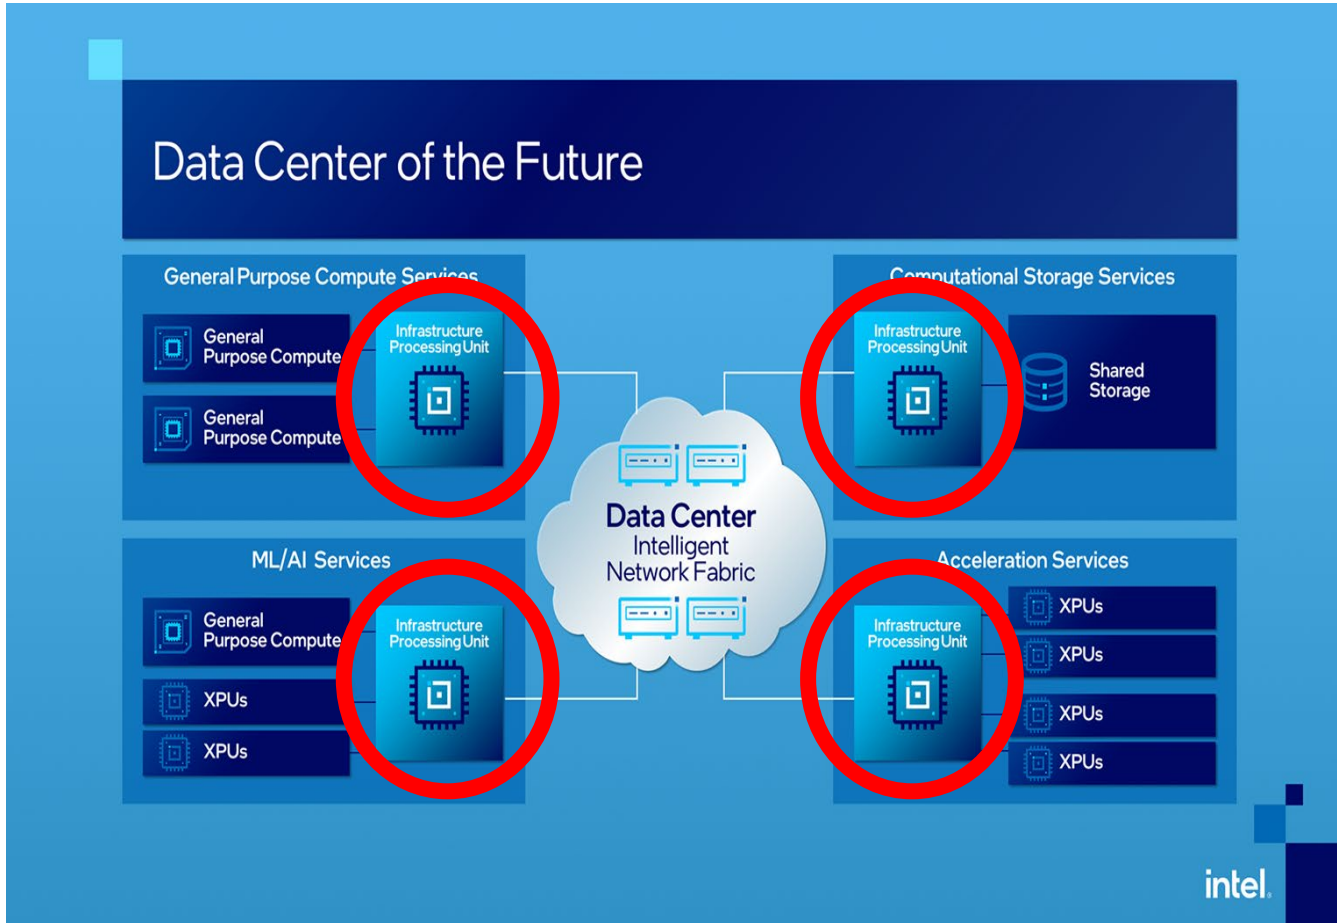 Data Center of the Future
General Purpose Compute Services
General
Purpose Compute
General
Purpose Compute
Infrastructure
Processing Unit
Computational Storage Services
Infrastructure
Processing Unit
Shared
Storage
Data Center
Intelligent
Network Fabric
ML/AI Services
General
Purpose Compute
XPUs
XPUs
Infrastructure
Processing Unit
Acceleration Services
Infrastructure
Processing Unit
XPUs
XPUs
XPUs
XPUs
intel.